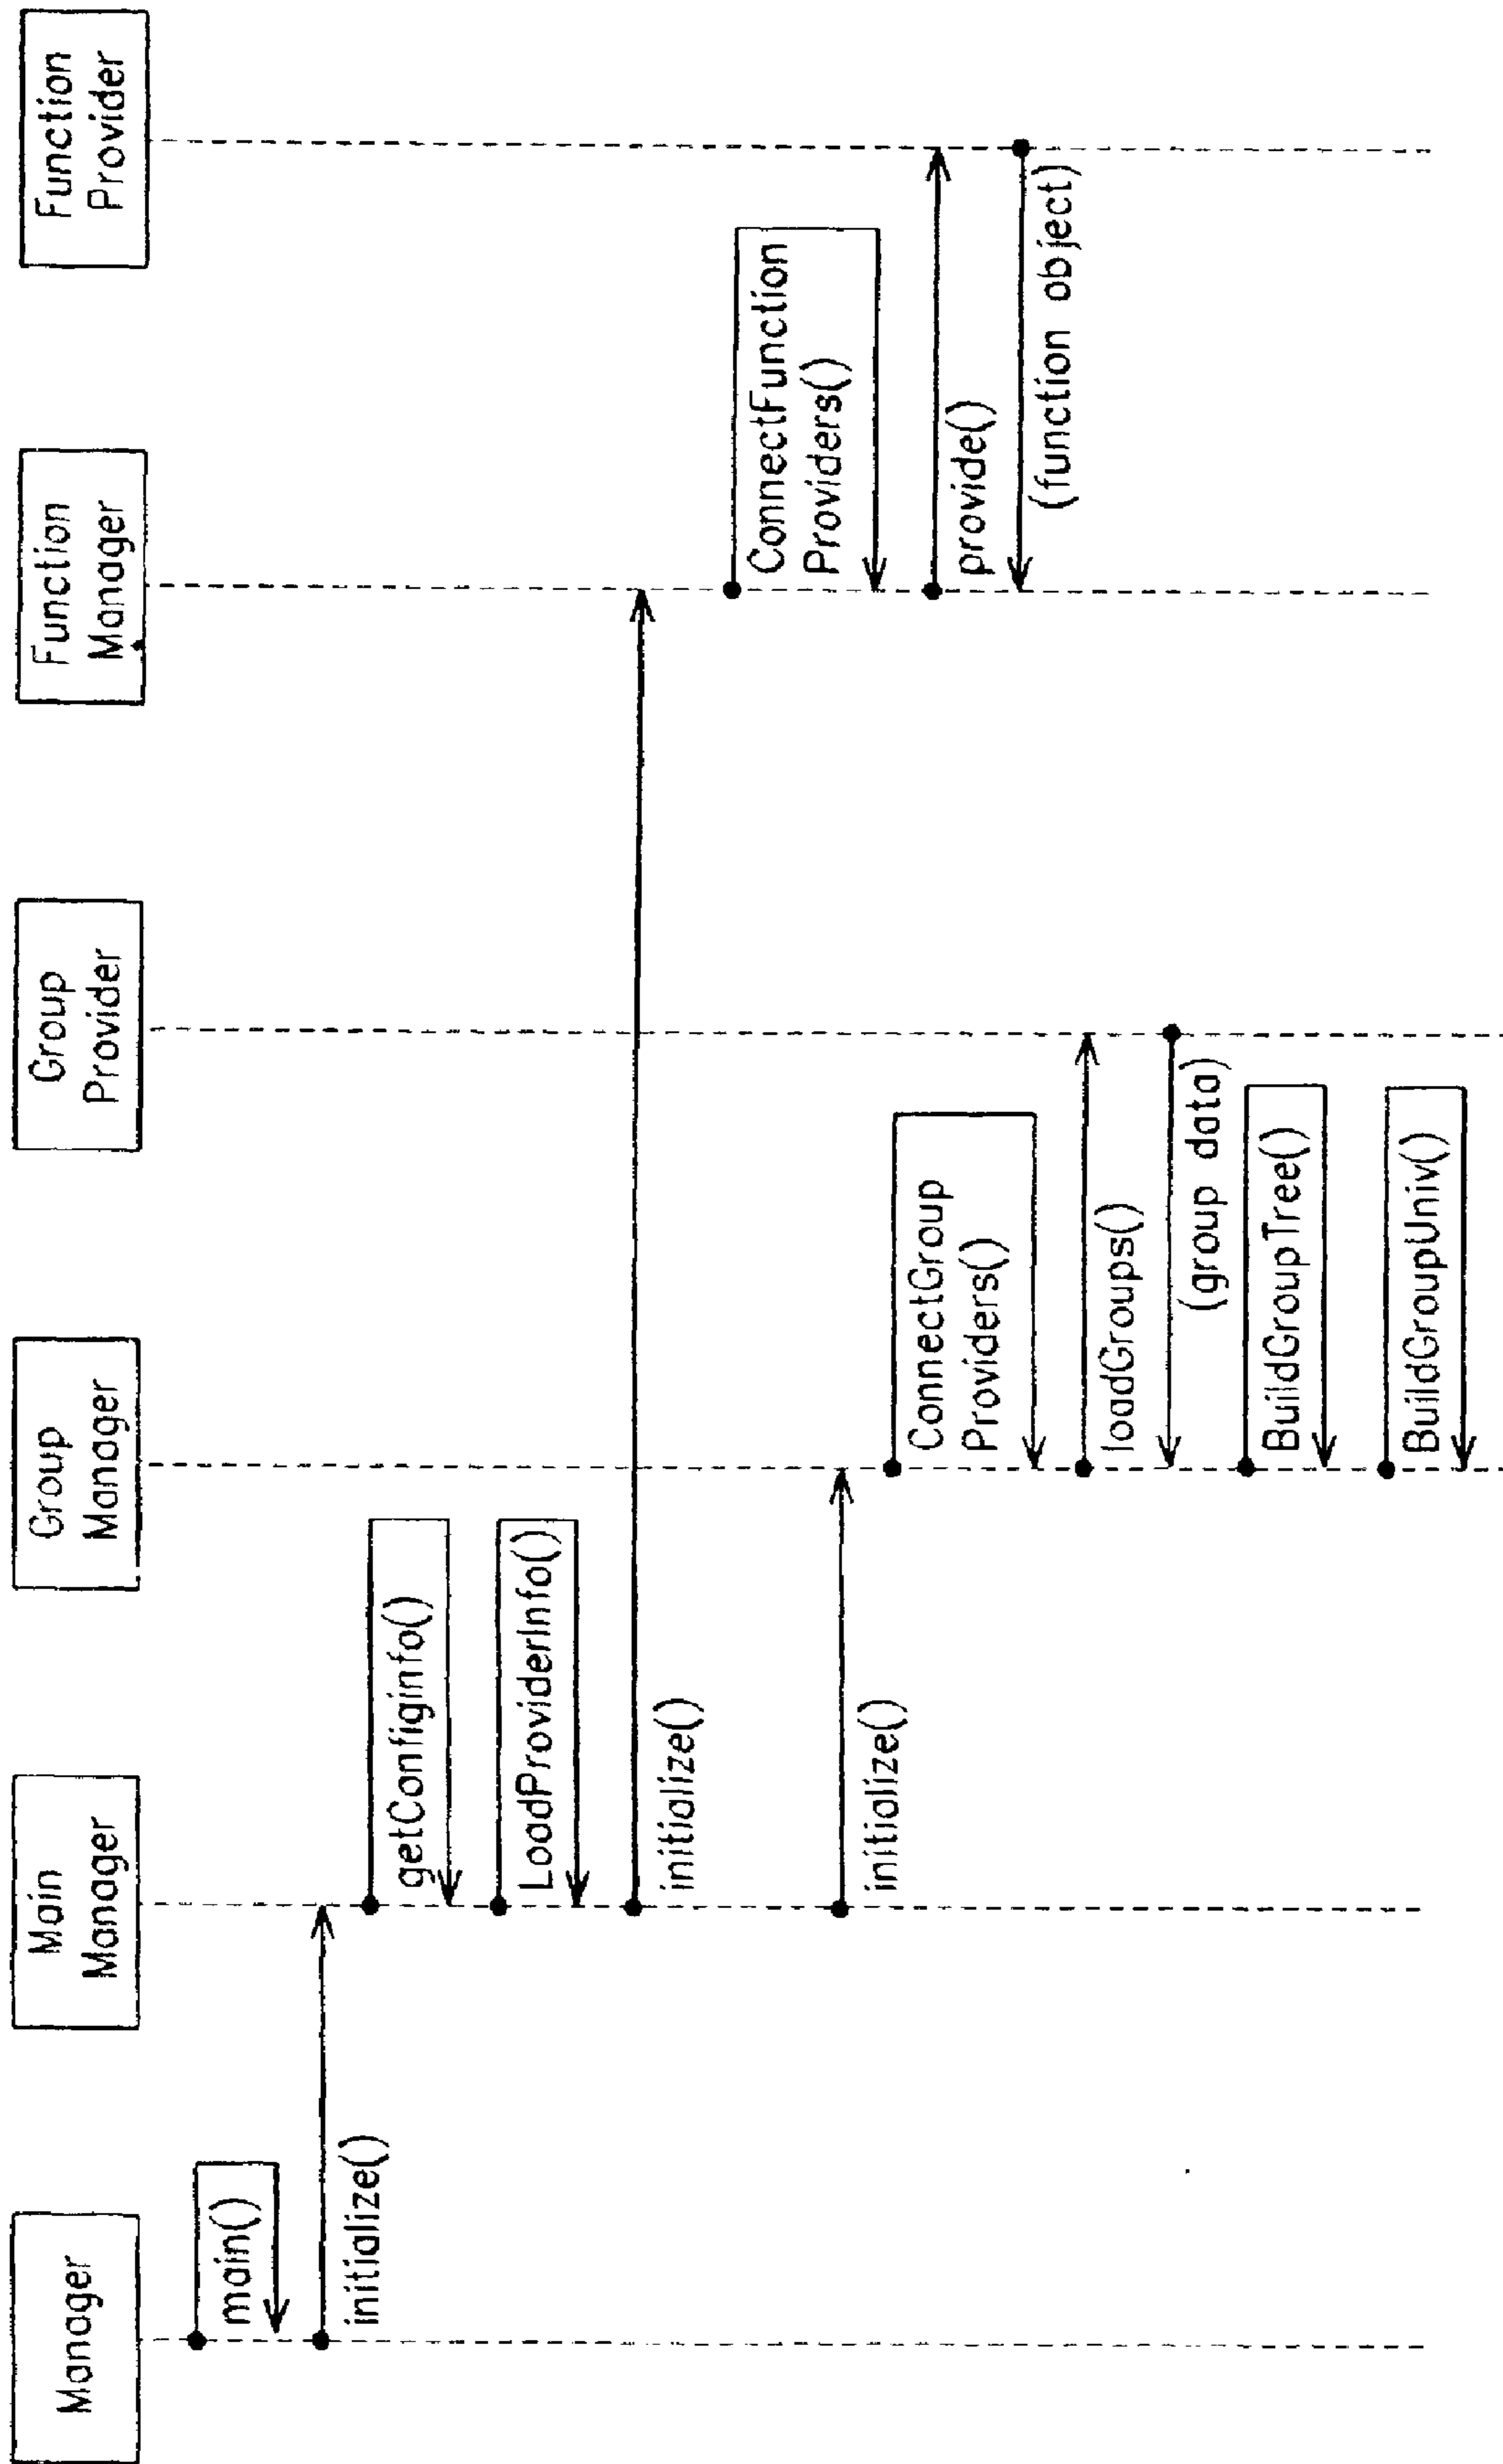 Manager
Main
Manager
Group
Manager
Group
Provider
Function
Manager
Function
Provider
main()
initialize()
getConfiginfo()
LoadProviderInfo()
initialize()
ConnectFunction
Providers()
initialize()
ConnectGroup
Providers()
provide()
(function object)
loadGroups()
(group data)
BuildGroupTree()
BuildGroupUniv()